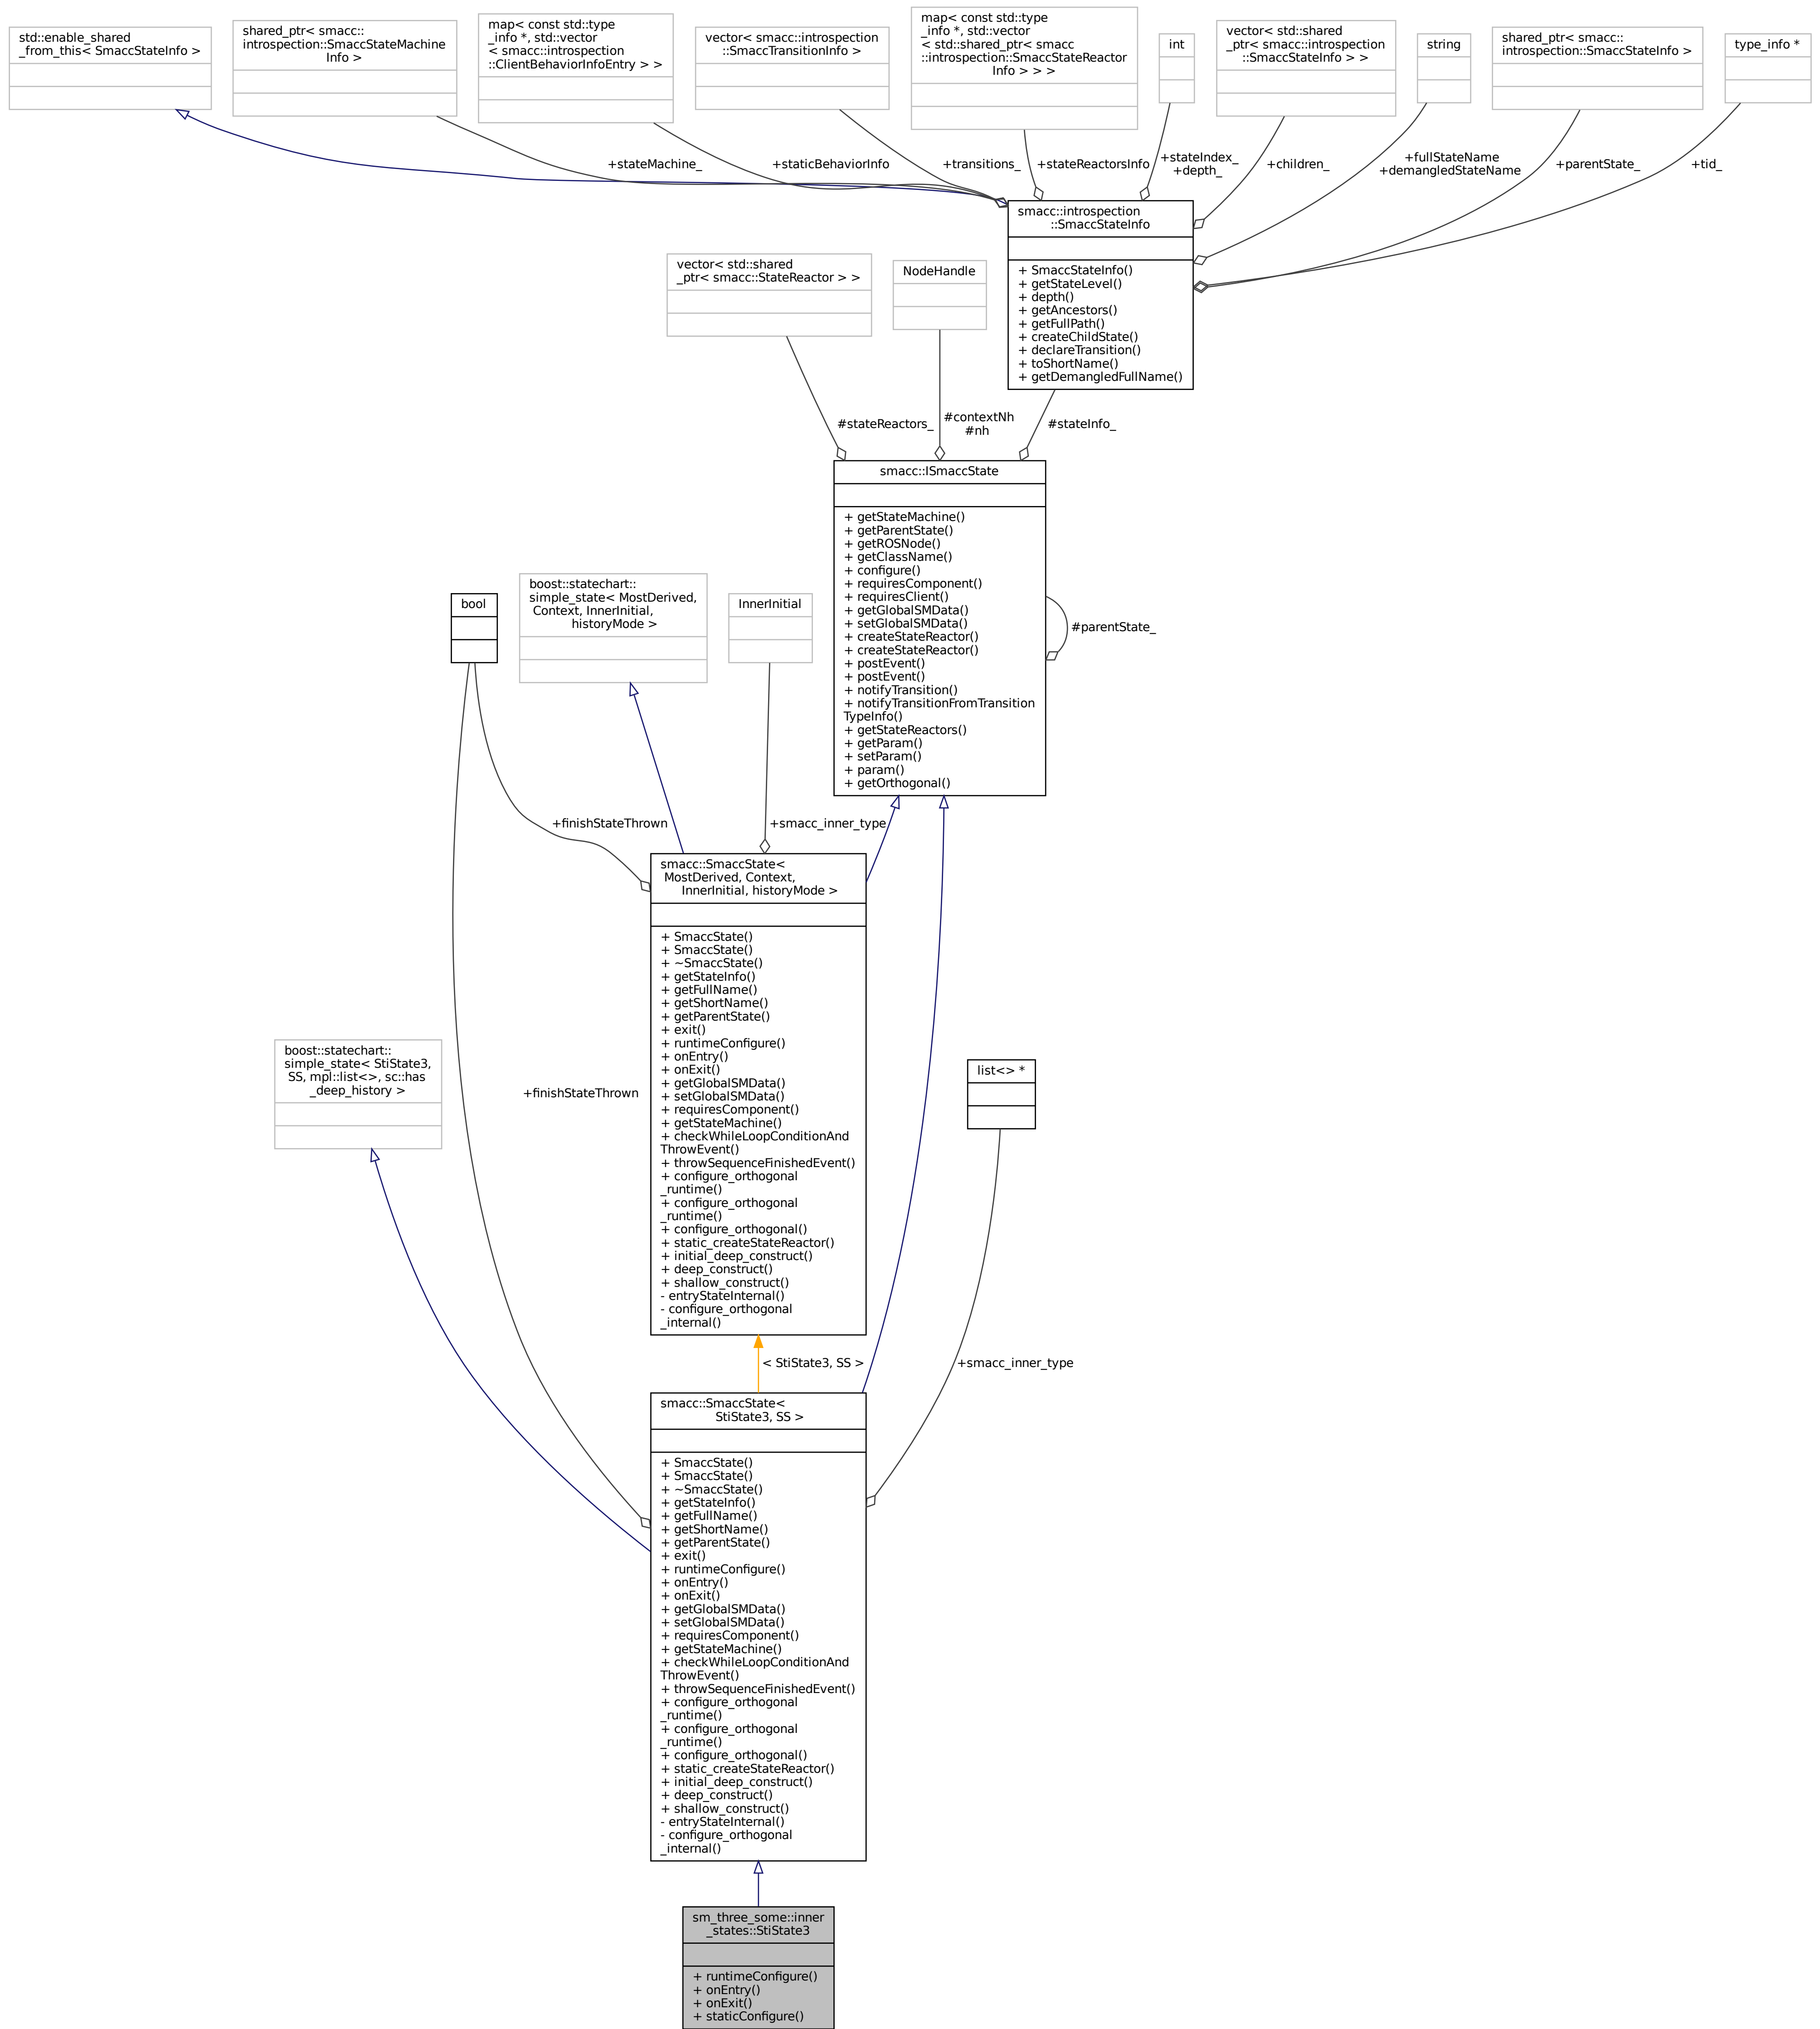 std::enable_shared
_from_this< SmaccStateInfo >
shared_ptr< smacc::
introspection::SmaccStateMachine
Info >
map< const std::type
_info *, std::vector
< smacc::introspection
::ClientBehaviorInfoEntry > >
vector< smacc::introspection
::SmaccTransitionInfo >
map< const std::type
_info *, std::vector
< std::shared_ptr< smacc
::introspection::SmaccStateReactor
Info > > >
int
vector< std::shared
_ptr< smacc::introspection
::SmaccStateInfo > >
string
shared_ptr< smacc::
introspection::SmaccStateInfo >
type_info *
+stateMachine_
+staticBehaviorInfo
+transitions_
+stateReactorsInfo
+stateIndex_
+depth_
+children_
+fullStateName
+demangledStateName
+parentState_
+tid_
smacc::introspection
::SmaccStateInfo
+ SmaccStateInfo()
+ getStateLevel()
+ depth()
+ getAncestors()
+ getFullPath()
+ createChildState()
+ declareTransition()
+ toShortName()
+ getDemangledFullName()
vector< std::shared
_ptr< smacc::StateReactor > >
NodeHandle
#stateReactors_
#contextNh
#nh
#stateInfo_
smacc::ISmaccState
+ getStateMachine()
+ getParentState()
+ getROSNode()
+ getClassName()
+ configure()
+ requiresComponent()
+ requiresClient()
+ getGlobalSMData()
+ setGlobalSMData()
+ createStateReactor()
+ createStateReactor()
+ postEvent()
+ postEvent()
+ notifyTransition()
+ notifyTransitionFromTransition
TypeInfo()
+ getStateReactors()
+ getParam()
+ setParam()
+ param()
+ getOrthogonal()
#parentState_
bool
boost::statechart::
simple_state< MostDerived,
Context, InnerInitial,
historyMode >
InnerInitial
+finishStateThrown
+smacc_inner_type
smacc::SmaccState<
MostDerived, Context,
InnerInitial, historyMode >
+ SmaccState()
+ SmaccState()
+ ~SmaccState()
+ getStateInfo()
+ getFullName()
+ getShortName()
+ getParentState()
+ exit()
+ runtimeConfigure()
+ onEntry()
+ onExit()
+ getGlobalSMData()
+ setGlobalSMData()
+ requiresComponent()
+ getStateMachine()
+ checkWhileLoopConditionAnd
ThrowEvent()
+ throwSequenceFinishedEvent()
+ configure_orthogonal
_runtime()
+ configure_orthogonal
_runtime()
+ configure_orthogonal()
+ static_createStateReactor()
+ initial_deep_construct()
+ deep_construct()
+ shallow_construct()
- entryStateInternal()
- configure_orthogonal
_internal()
boost::statechart::
simple_state< StiState3,
SS, mpl::list<>, sc::has
_deep_history >
+finishStateThrown
list<> *
< StiState3, SS >
+smacc_inner_type
smacc::SmaccState<
StiState3, SS >
+ SmaccState()
+ SmaccState()
+ ~SmaccState()
+ getStateInfo()
+ getFullName()
+ getShortName()
+ getParentState()
+ exit()
+ runtimeConfigure()
+ onEntry()
+ onExit()
+ getGlobalSMData()
+ setGlobalSMData()
+ requiresComponent()
+ getStateMachine()
+ checkWhileLoopConditionAnd
ThrowEvent()
+ throwSequenceFinishedEvent()
+ configure_orthogonal
_runtime()
+ configure_orthogonal
_runtime()
+ configure_orthogonal()
+ static_createStateReactor()
+ initial_deep_construct()
+ deep_construct()
+ shallow_construct()
- entryStateInternal()
- configure_orthogonal
_internal()
sm_three_some::inner
_states::StiState3
+ runtimeConfigure()
+ onEntry()
+ onExit()
+ staticConfigure()